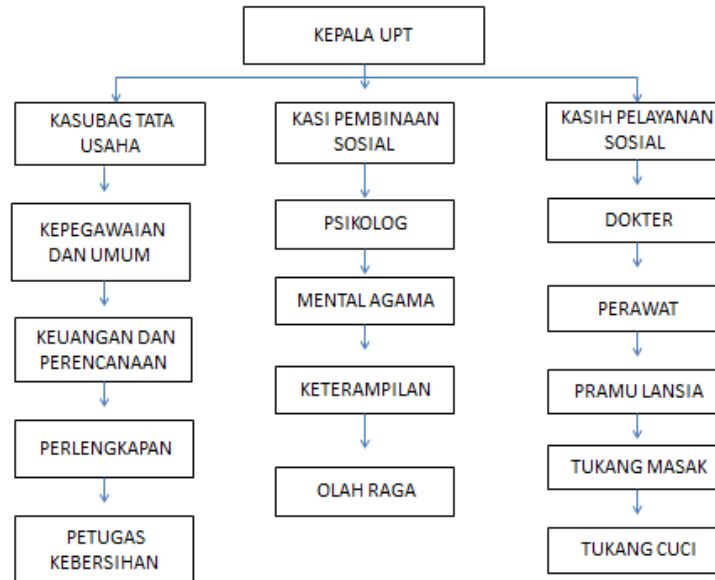 KEPALA UPT
KASUBAG TATA
USAHA
KEPEGAWAIAN
DAN UMUM
KEUANGAN DAN
PERENCANAAN
PERLENGKAPAN
PETUGAS
KEBERSIHAN
KASI PEMBINAAN
SOSIAL
PSIKOLOG
MENTAL AGAMA
KETERAMPILAN
OLAH RAGA
KASIH PELAYANAN
SOSIAL
DOKTER
PERAWAT
PRAMU LANSIA
TUKANG MASAK
TUKANG CUCI